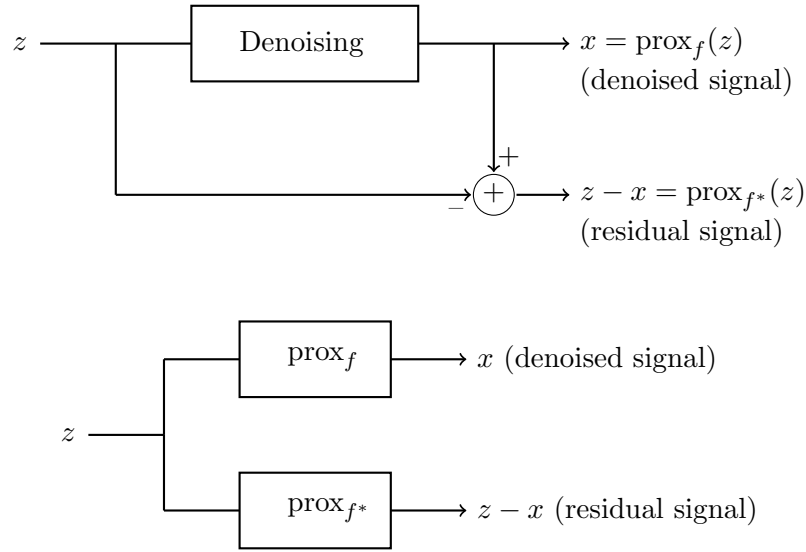 z
Denoising
x = prox_f(z)
(denoised signal)
+
− +
z − x = prox_{f*}(z)
(residual signal)
prox_f
x (denoised signal)
z
prox_{f*}
z − x (residual signal)